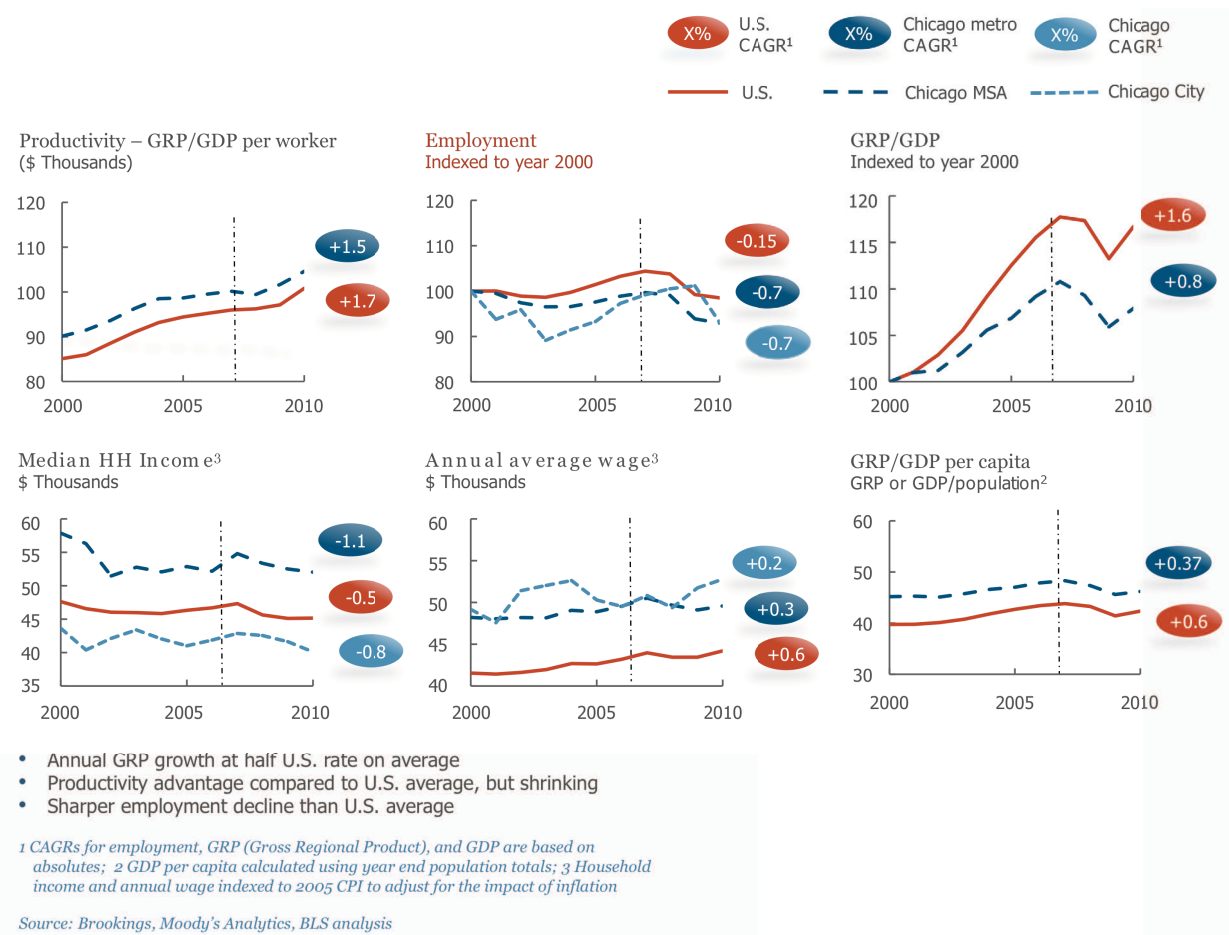 X% U.S. CAGR¹ X% Chicago metro CAGR¹ X% Chicago CAGR¹
U.S. Chicago MSA Chicago City
Productivity – GRP/GDP per worker
($ Thousands)
120
110
100
90
80
2000 2005 2010
+1.5
+1.7
Employment
Indexed to year 2000
120
110
100
90
80
2000 2005 2010
-0.15
-0.7
-0.7
GRP/GDP
Indexed to year 2000
120
115
110
105
100
2000 2005 2010
+1.6
+0.8
Median HH Income³
$ Thousands
60
55
50
45
40
35
2000 2005 2010
-1.1
-0.5
-0.8
Annual average wage³
$ Thousands
60
55
50
45
40
2000 2005 2010
+0.2
+0.3
+0.6
GRP/GDP per capita
GRP or GDP/population²
60
50
40
30
2000 2005 2010
+0.37
+0.6
• Annual GRP growth at half U.S. rate on average
• Productivity advantage compared to U.S. average, but shrinking
• Sharper employment decline than U.S. average
1 CAGRs for employment, GRP (Gross Regional Product), and GDP are based on
absolutes; 2 GDP per capita calculated using year end population totals; 3 Household
income and annual wage indexed to 2005 CPI to adjust for the impact of inflation
Source: Brookings, Moody's Analytics, BLS analysis